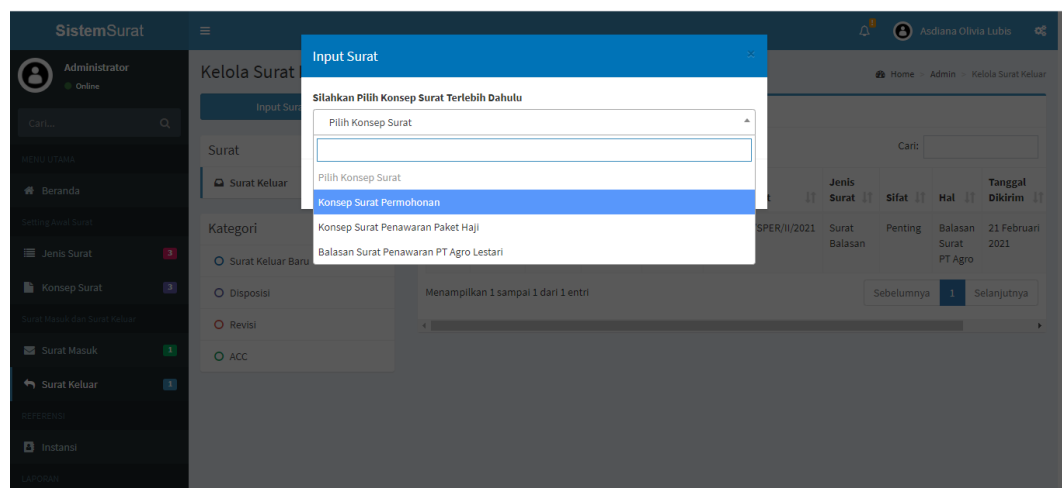 SistemSurat
Asdiana Olivia Lubis
Administrator
Online
Cari...
MENU UTAMA
Beranda
Setting Awal Surat
Jenis Surat 3
Konsep Surat 3
Surat Masuk dan Surat Keluar
Surat Masuk 1
Surat Keluar 1
REFERENSI
Instansi
LAPORAN
Kelola Surat
Home > Admin > Kelola Surat Keluar
Input Sura
Surat
Surat Keluar
Kategori
Surat Keluar Baru
Disposisi
Revisi
ACC
Input Surat
×
Silahkan Pilih Konsep Surat Terlebih Dahulu
Pilih Konsep Surat
Pilih Konsep Surat
Konsep Surat Permohonan
Konsep Surat Penawaran Paket Haji
Balasan Surat Penawaran PT Agro Lestari
Cari:
Jenis Surat
Sifat
Hal
Tanggal Dikirim
/SPER/II/2021
Surat Balasan
Penting
Balasan Surat PT Agro
21 Februari 2021
Menampilkan 1 sampai 1 dari 1 entri
Sebelumnya 1 Selanjutnya